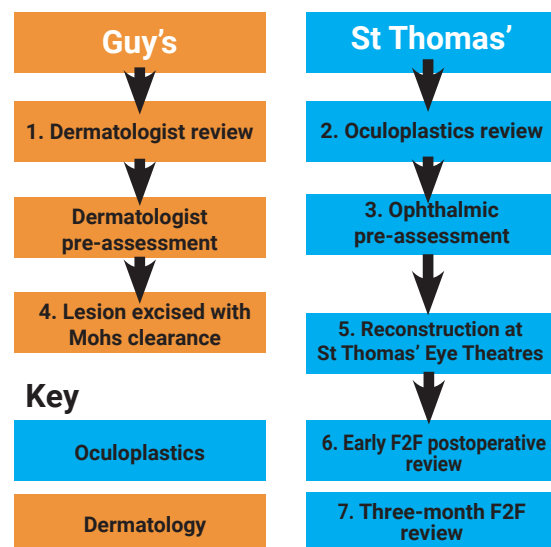 Guy’s
1. Dermatologist review
Dermatologist
pre-assessment
4. Lesion excised with
Mohs clearance
Key
Oculoplastics
Dermatology
St Thomas’
2. Oculoplastics review
3. Ophthalmic
pre-assessment
5. Reconstruction at
St Thomas’ Eye Theatres
6. Early F2F postoperative
review
7. Three-month F2F
review